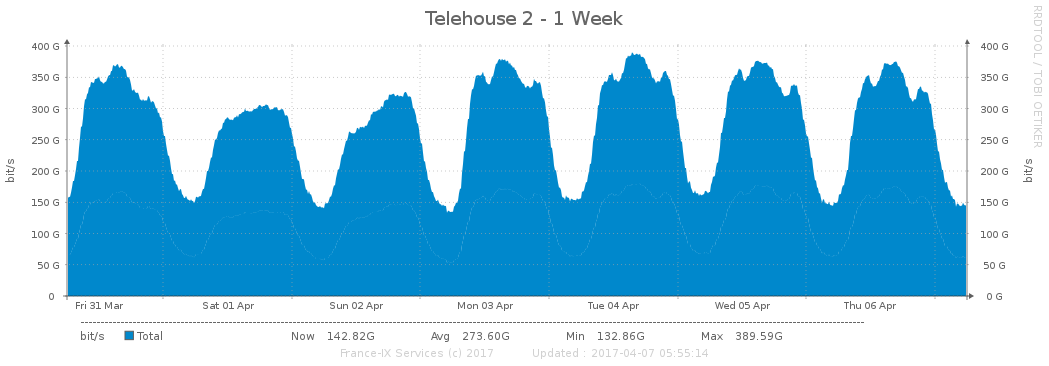 Telehouse 2 - 1 Week
RRDTOOL / TOBI OETIKER
400 G 400 G
350 G 350 G
300 G 300 G
250 G 250 G
200 G 200 G
150 G 150 G
100 G 100 G
50 G 50 G
0 0 G
bit/s bit/s
Fri 31 Mar Sat 01 Apr Sun 02 Apr Mon 03 Apr Tue 04 Apr Wed 05 Apr Thu 06 Apr
bit/s Total Now 142.82G Avg 273.60G Min 132.86G Max 389.59G
France-IX Services (c) 2017 Updated : 2017-04-07 05:55:14